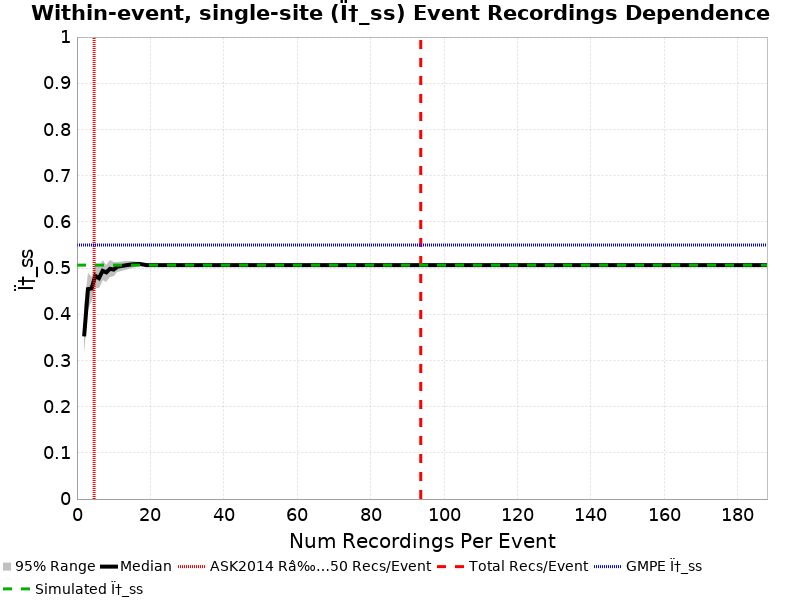 Within-event, single-site (Ï†_ss) Event Recordings Dependence
1
0.9
0.8
0.7
0.6
0.5
0.4
0.3
0.2
0.1
0
Ï†_ss
0 20 40 60 80 100 120 140 160 180
Num Recordings Per Event
95% Range Median ASK2014 Râ‰…50 Recs/Event Total Recs/Event GMPE Ï†_ss
Simulated Ï†_ss